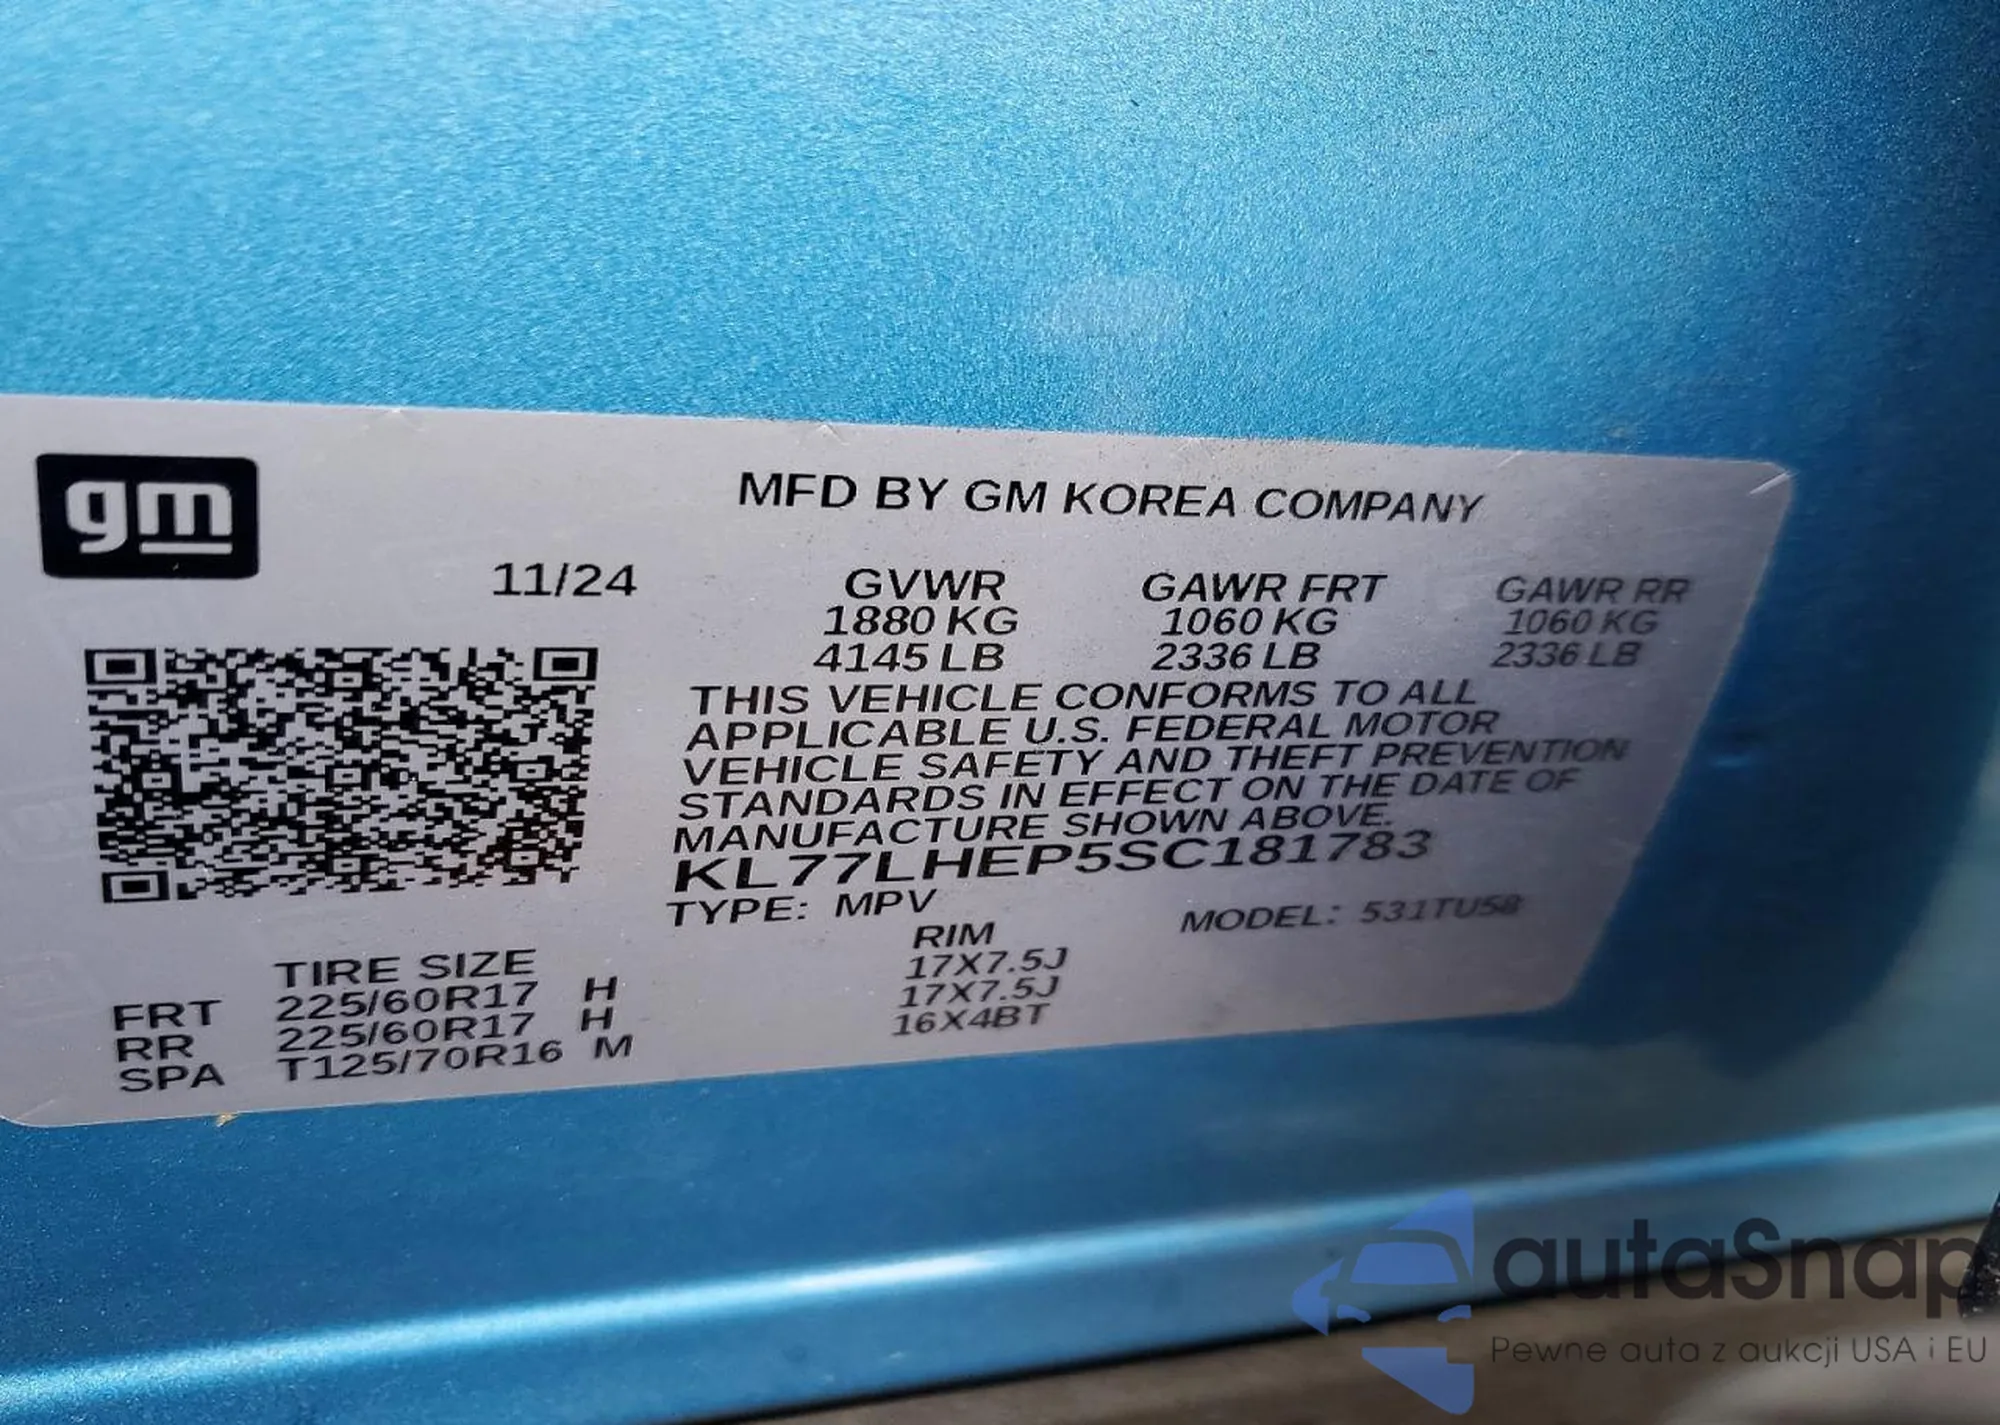 gm
MFD BY GM KOREA COMPANY
11/24
GVWR GAWR FRT GAWR RR
1880 KG 1060 KG 1060 KG
4145 LB 2336 LB 2336 LB
THIS VEHICLE CONFORMS TO ALL
APPLICABLE U.S. FEDERAL MOTOR
VEHICLE SAFETY AND THEFT PREVENTION
STANDARDS IN EFFECT ON THE DATE OF
MANUFACTURE SHOWN ABOVE.
KL77LHEP5SC181783
TYPE: MPV MODEL: 531TU58
TIRE SIZE RIM
FRT 225/60R17 H 17X7.5J
RR 225/60R17 H 17X7.5J
SPA T125/70R16 M 16X4BT
autaSnap
Pewne auta z aukcji USA i EU